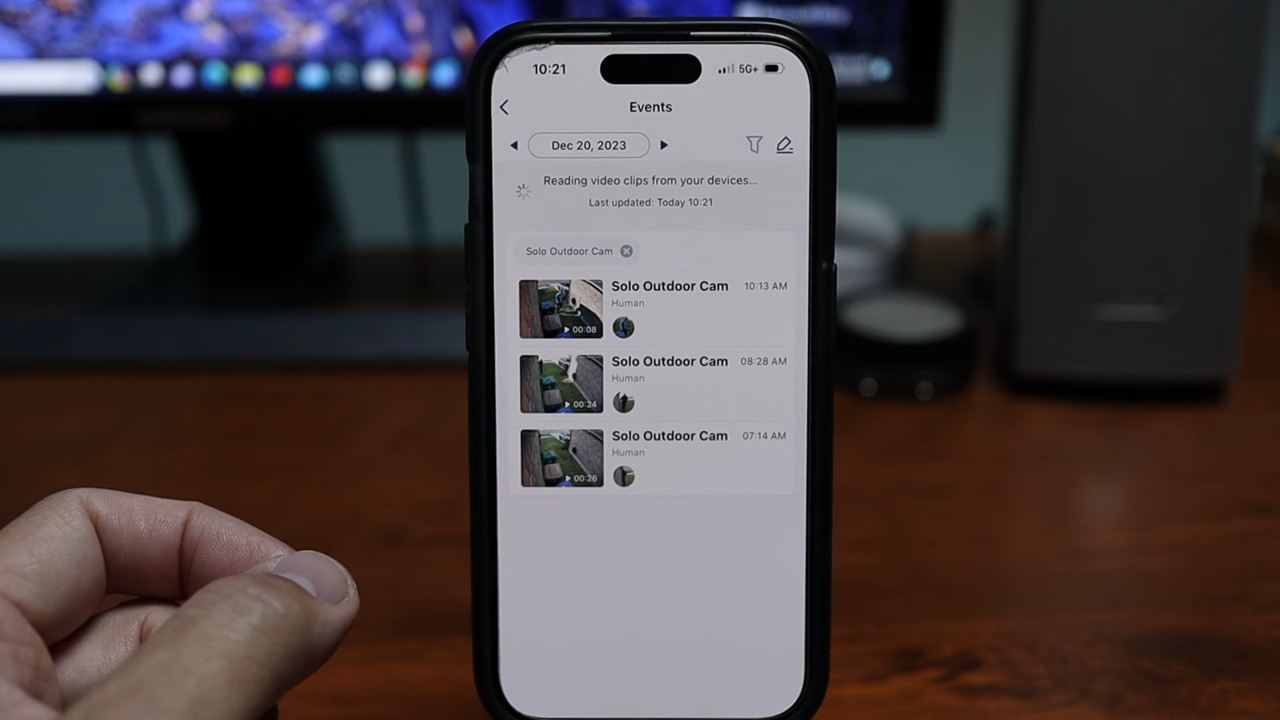 10:21 5G+
Events
Dec 20, 2023
Reading video clips from your devices...
Last updated: Today 10:21
Solo Outdoor Cam
Solo Outdoor Cam 10:13 AM
Human
00:08
Solo Outdoor Cam 08:28 AM
Human
00:24
Solo Outdoor Cam 07:14 AM
Human
00:26